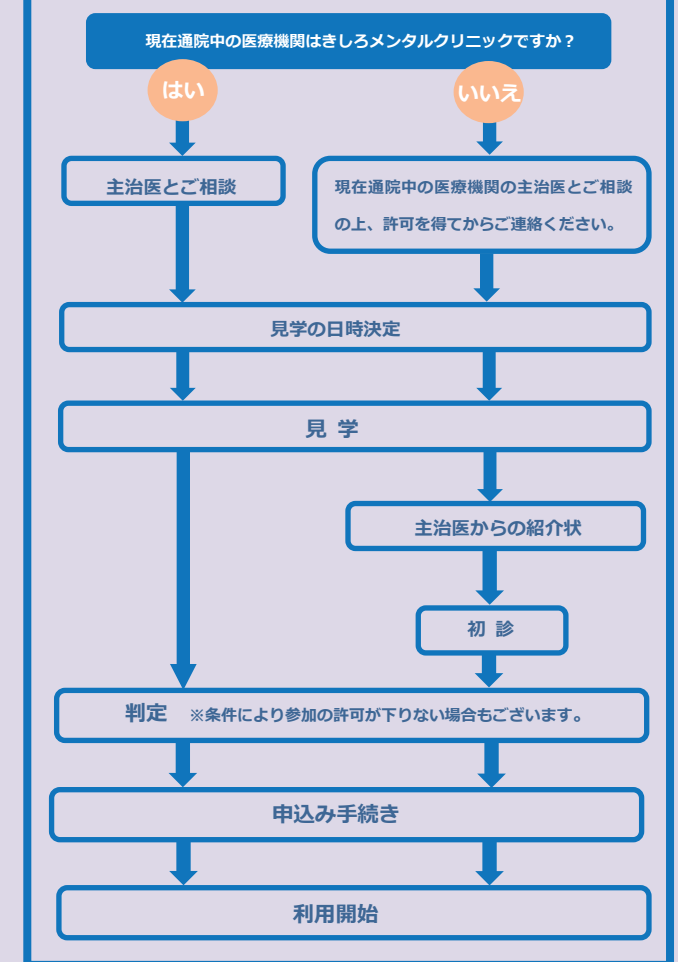 現在通院中の医療機関はきしろメンタルクリニックですか？
はい
いいえ
主治医とご相談
現在通院中の医療機関の主治医とご相談
の上、許可を得てからご連絡ください。
見学の日時決定
見 学
主治医からの紹介状
初 診
判定 ※条件により参加の許可が下りない場合もございます。
申込み手続き
利用開始